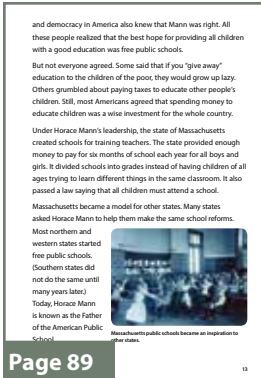 and democracy in America also knew that Mann was right. All
these people realized that the best hope for providing all children
with a good education was free public schools.
But not everyone agreed. Some said that if you “give away”
education to the children of the poor, they would grow up lazy.
Others grumbled about paying taxes to educate other people’s
children. Still, most Americans agreed that spending money to
educate children was a wise investment for the whole country.
Under Horace Mann’s leadership, the state of Massachusetts
created schools for training teachers. The state provided enough
money to pay for six months of school each year for all boys and
girls. It divided schools into grades instead of having children of all
ages trying to learn different things in the same classroom. It also
passed a law saying that all children must attend a school.
Massachusetts became a model for other states. Many states
asked Horace Mann to help them make the same school reforms.
Most northern and
western states started
free public schools.
(Southern states did
not do the same until
many years later.)
Today, Horace Mann
is known as the Father
of the American Public
School.
Massachusetts public schools became an inspiration to
other states.
Page 89
13